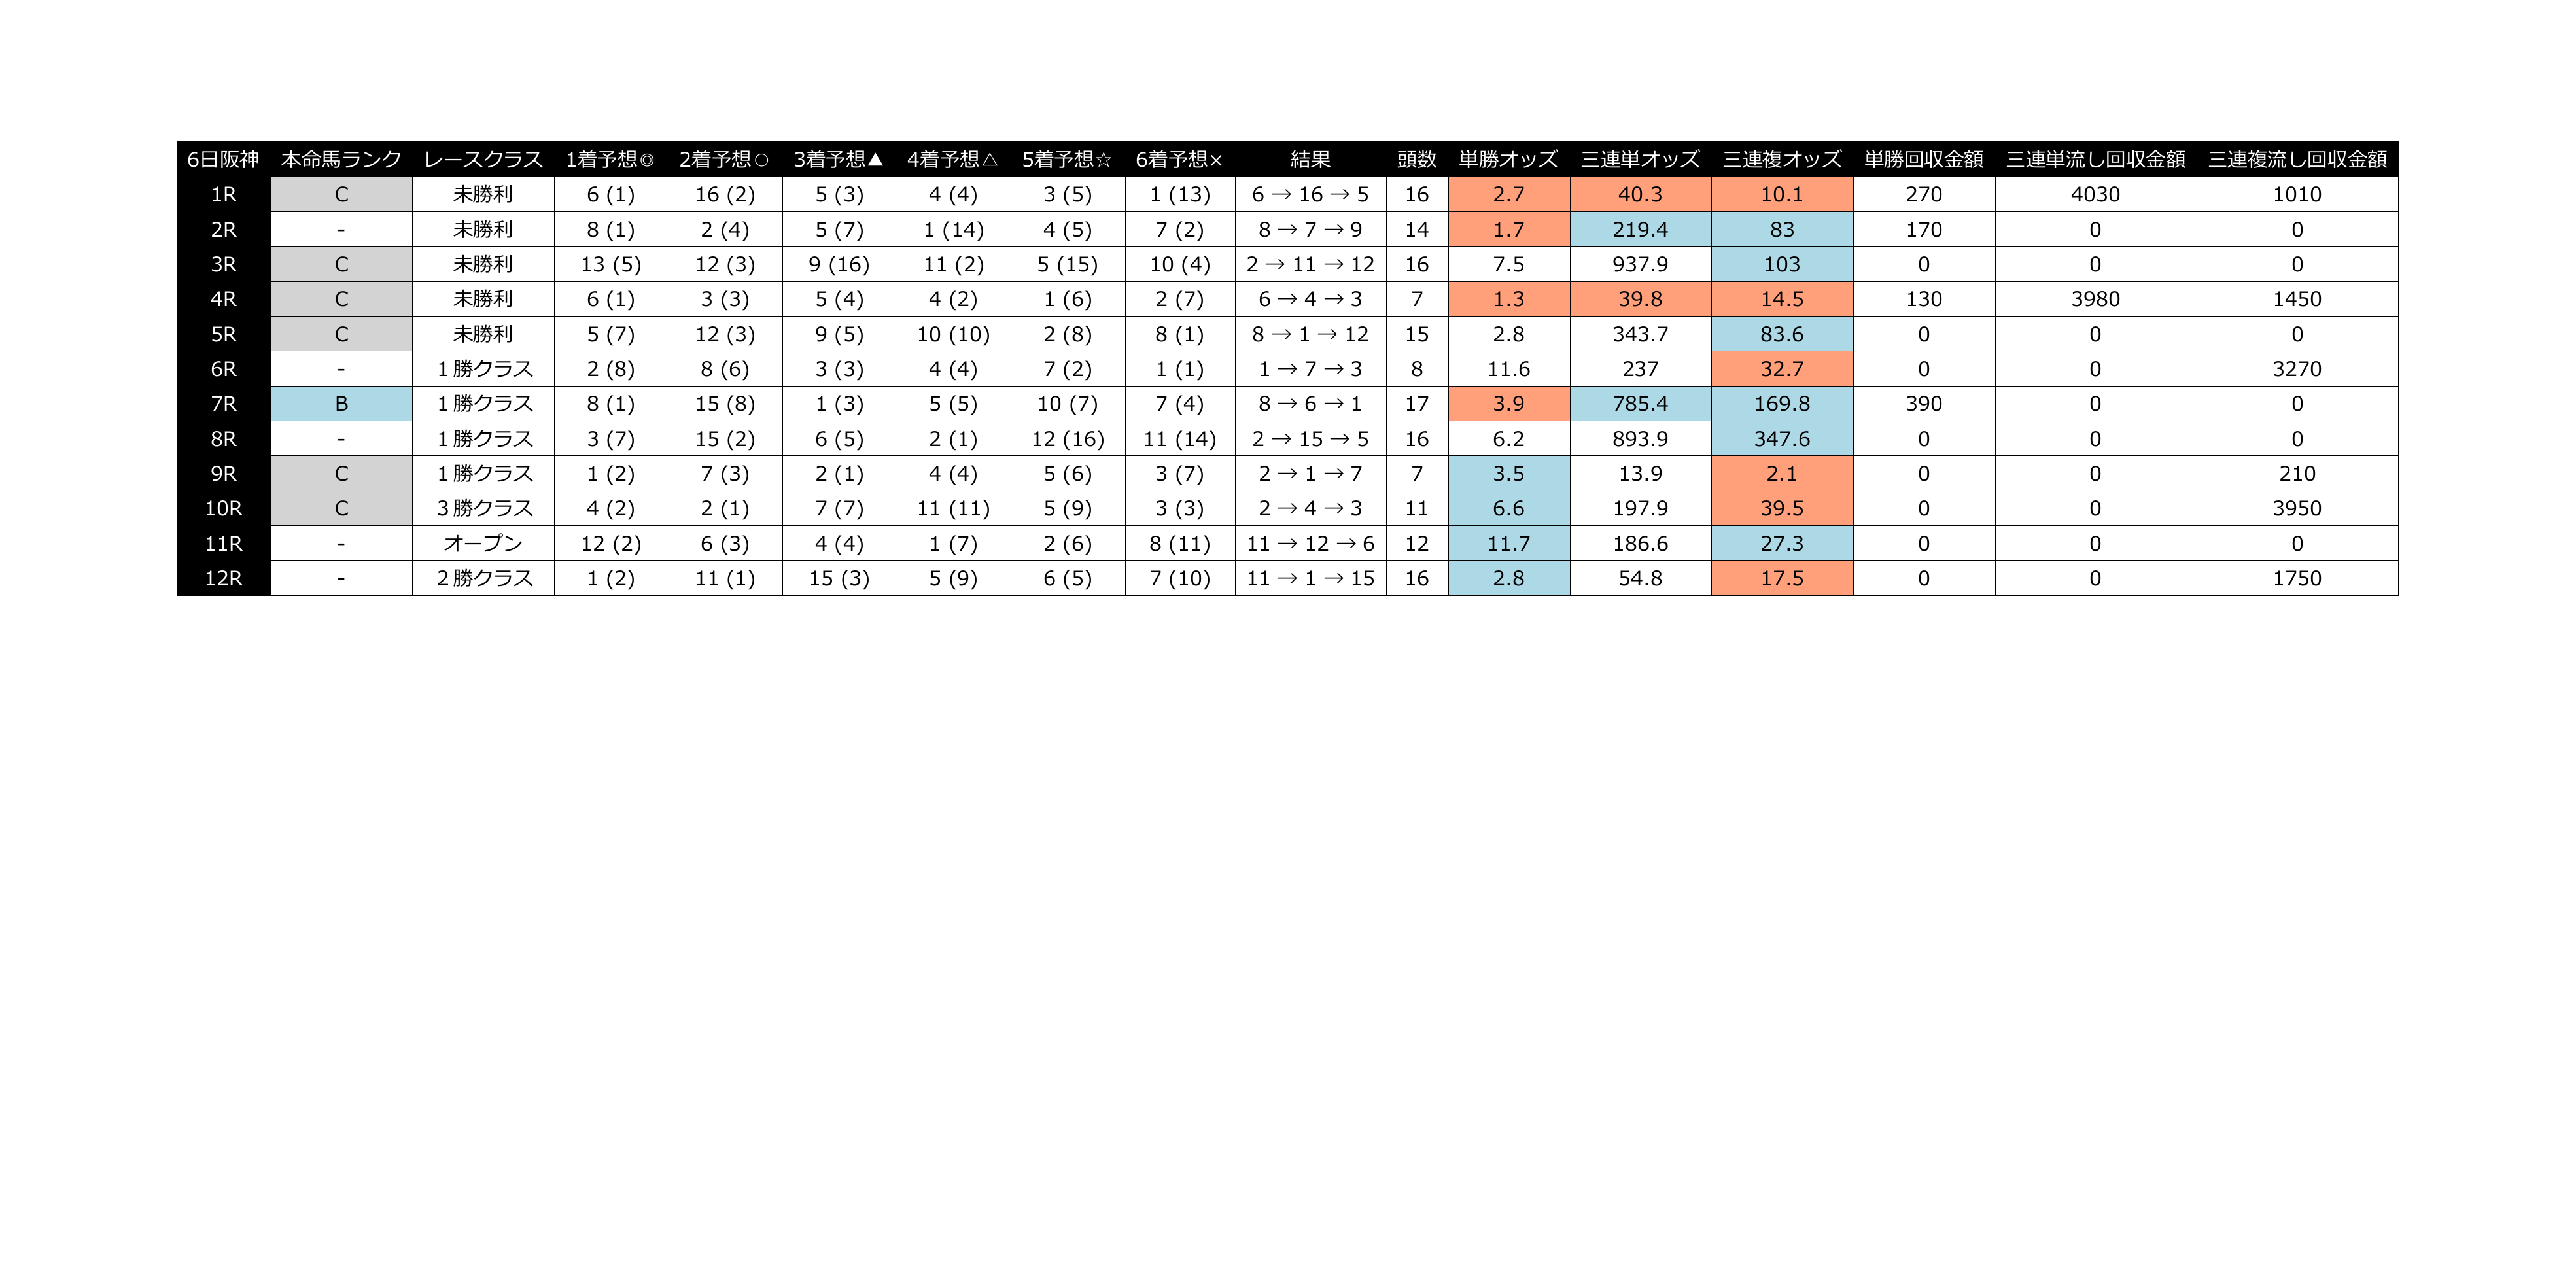 6日阪神 本命馬ランク レースクラス 1着予想◎ 2着予想○ 3着予想▲ 4着予想△ 5着予想☆ 6着予想× 結果 頭数 単勝オッズ 三連単オッズ 三連複オッズ 単勝回収金額 三連単流し回収金額 三連複流し回収金額
1R C 未勝利 6 (1) 16 (2) 5 (3) 4 (4) 3 (5) 1 (13) 6 → 16 → 5 16 2.7 40.3 10.1 270 4030 1010
2R - 未勝利 8 (1) 2 (4) 5 (7) 1 (14) 4 (5) 7 (2) 8 → 7 → 9 14 1.7 219.4 83 170 0 0
3R C 未勝利 13 (5) 12 (3) 9 (16) 11 (2) 5 (15) 10 (4) 2 → 11 → 12 16 7.5 937.9 103 0 0 0
4R C 未勝利 6 (1) 3 (3) 5 (4) 4 (2) 1 (6) 2 (7) 6 → 4 → 3 7 1.3 39.8 14.5 130 3980 1450
5R C 未勝利 5 (7) 12 (3) 9 (5) 10 (10) 2 (8) 8 (1) 8 → 1 → 12 15 2.8 343.7 83.6 0 0 0
6R - 1勝クラス 2 (8) 8 (6) 3 (3) 4 (4) 7 (2) 1 (1) 1 → 7 → 3 8 11.6 237 32.7 0 0 3270
7R B 1勝クラス 8 (1) 15 (8) 1 (3) 5 (5) 10 (7) 7 (4) 8 → 6 → 1 17 3.9 785.4 169.8 390 0 0
8R - 1勝クラス 3 (7) 15 (2) 6 (5) 2 (1) 12 (16) 11 (14) 2 → 15 → 5 16 6.2 893.9 347.6 0 0 0
9R C 1勝クラス 1 (2) 7 (3) 2 (1) 4 (4) 5 (6) 3 (7) 2 → 1 → 7 7 3.5 13.9 2.1 0 0 210
10R C 3勝クラス 4 (2) 2 (1) 7 (7) 11 (11) 5 (9) 3 (3) 2 → 4 → 3 11 6.6 197.9 39.5 0 0 3950
11R - オープン 12 (2) 6 (3) 4 (4) 1 (7) 2 (6) 8 (11) 11 → 12 → 6 12 11.7 186.6 27.3 0 0 0
12R - 2勝クラス 1 (2) 11 (1) 15 (3) 5 (9) 6 (5) 7 (10) 11 → 1 → 15 16 2.8 54.8 17.5 0 0 1750